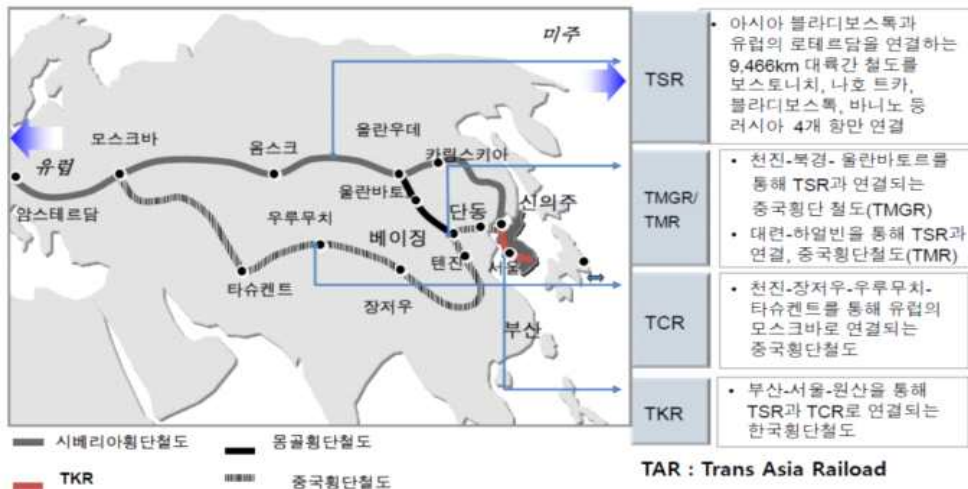 미주
유럽
모스크바
옴스크
울란우데
카림스키아
암스테르담
우루무치
울란바토
단동
신의주
베이징
텐진
서울
타슈켄트
장저우
부산
시베리아횡단철도
몽골횡단철도
TKR
중국횡단철도
TSR
• 아시아 블라디보스톡과
유럽의 로테르담을 연결하는
9,466km 대륙간 철도를
보스토니치, 나호 트카,
블라디보스톡, 바니노 등
러시아 4개 항만 연결
TMGR/
TMR
• 천진-북경- 울란바토르를
통해 TSR과 연결되는
중국횡단 철도(TMGR)
• 대련-하얼빈을 통해 TSR과
연결, 중국횡단철도(TMR)
TCR
• 천진-장저우-우루무치-
타슈켄트를 통해 유럽의
모스크바로 연결되는
중국횡단철도
TKR
• 부산-서울-원산을 통해
TSR과 TCR로 연결되는
한국횡단철도
TAR : Trans Asia Raiload